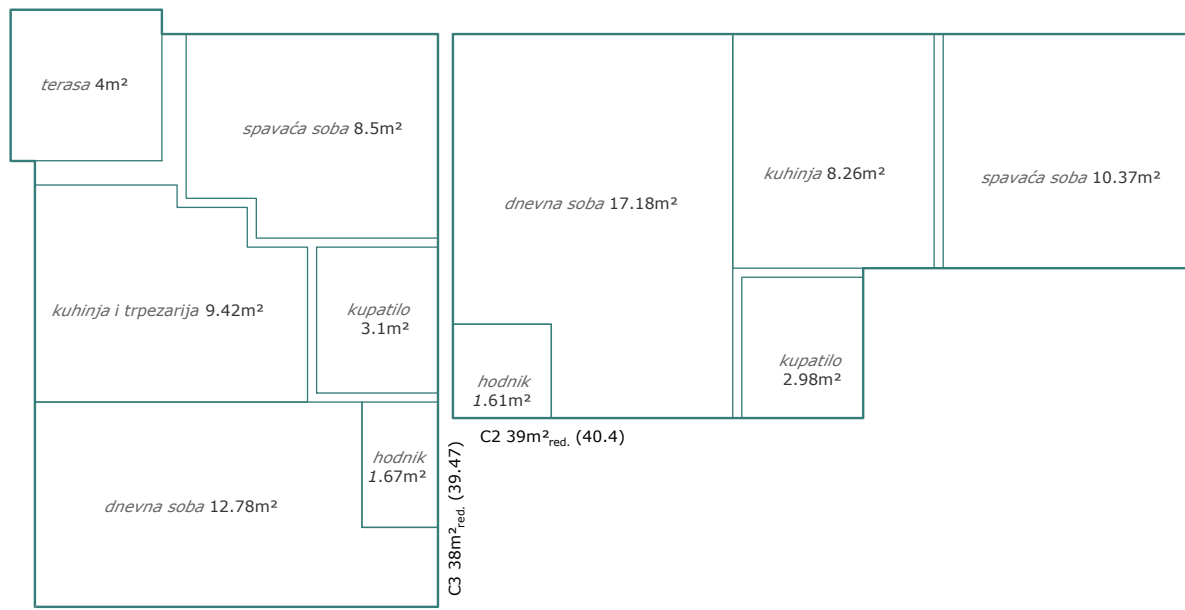 terasa 4m²
spavaća soba 8.5m²
kuhinja i trpezarija 9.42m²
kupatilo
3.1m²
hodnik
1.67m²
dnevna soba 12.78m²
C3 38m²red. (39.47)
dnevna soba 17.18m²
kuhinja 8.26m²
spavaća soba 10.37m²
hodnik
1.61m²
kupatilo
2.98m²
C2 39m²red. (40.4)